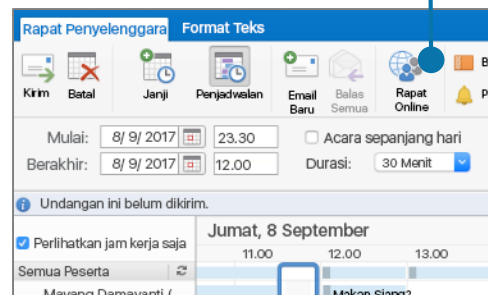 Rapat Penyelenggara Format Teks
Kirim Batal Janji Penjadwalan Email Baru Balas Semua Rapat Online
Mulai: 8/ 9/ 2017 23.30 Acara sepanjang hari
Berakhir: 8/ 9/ 2017 12.00 Durasi: 30 Menit
Undangan ini belum dikirim.
Jumat, 8 September
Perlihatkan jam kerja saja
11.00 12.00 13.00
Semua Peserta
Mayang Damayanti ( Makan Siang?